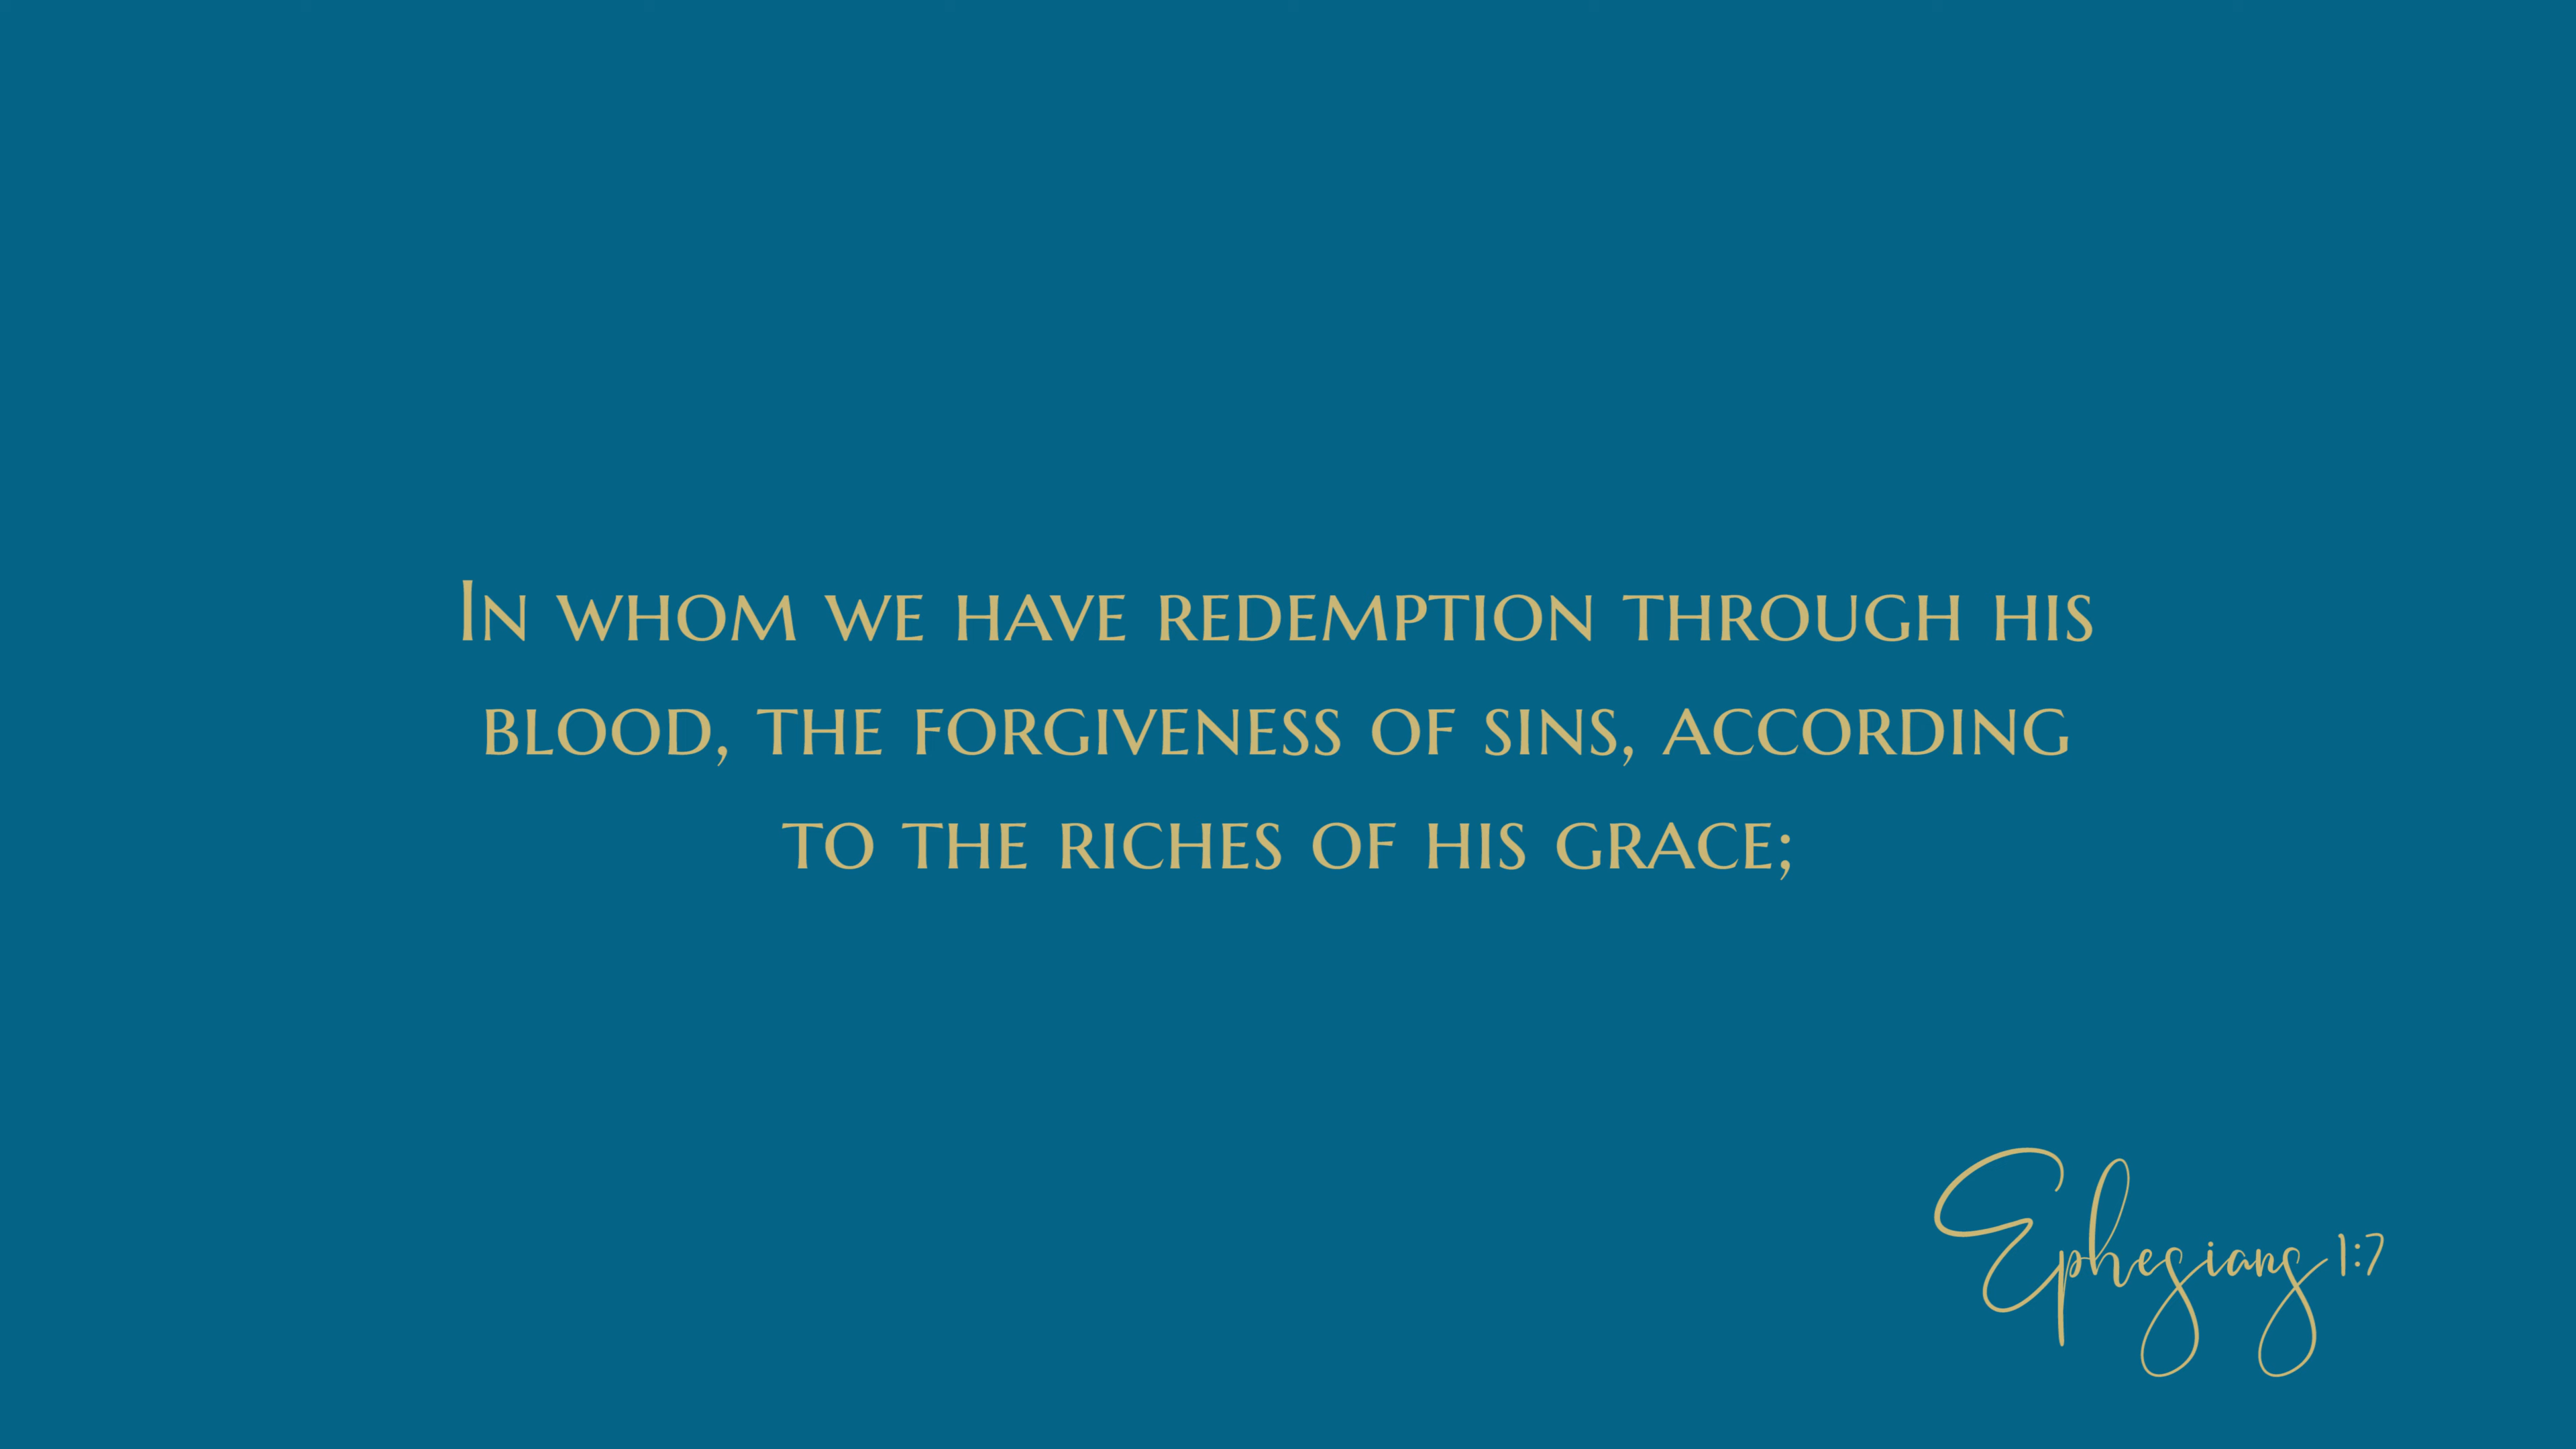 In whom we have redemption through his
blood, the forgiveness of sins, according
to the riches of his grace;
Ephesians 1:7